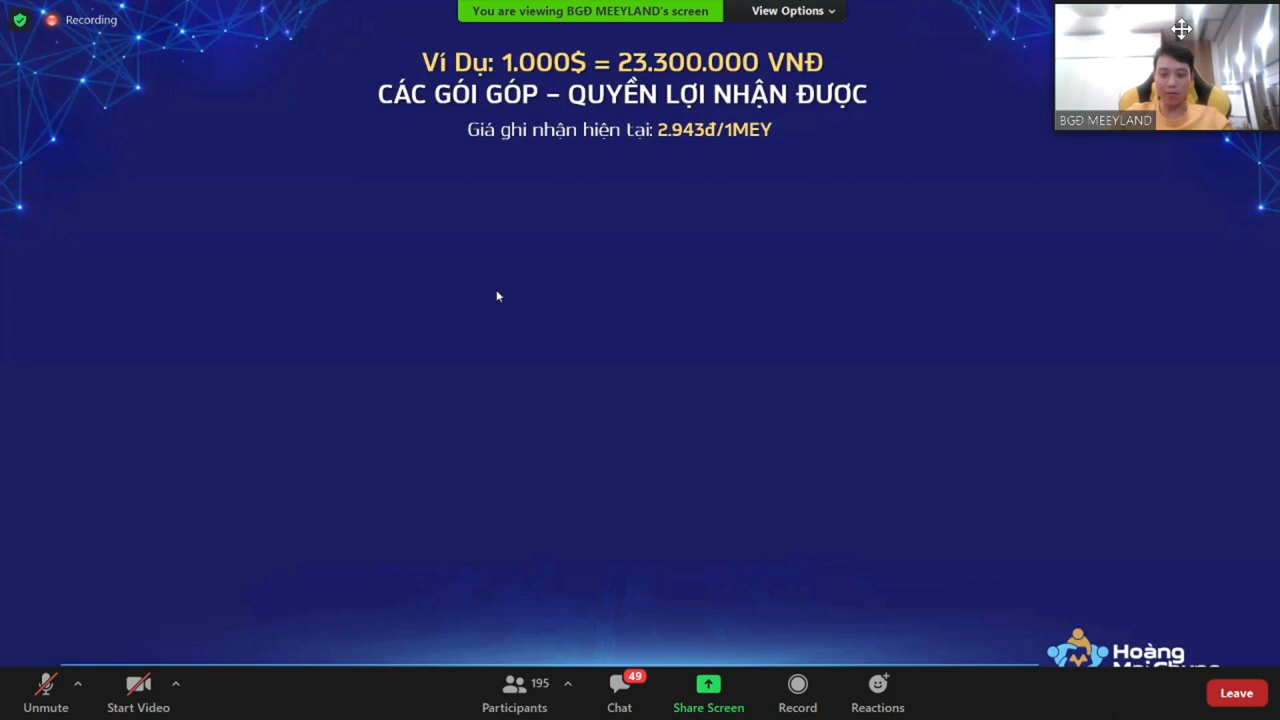 Recording
You are viewing BGĐ MEEYLAND's screen
View Options
Ví Dụ: 1.000$ = 23.300.000 VNĐ
CÁC GÓI GÓP – QUYỀN LỢI NHẬN ĐƯỢC
Giá ghi nhận hiện tại: 2.943đ/1MEY
BGĐ MEEYLAND
Hoàng
195
49
Unmute
Start Video
Participants
Chat
Share Screen
Record
Reactions
Leave